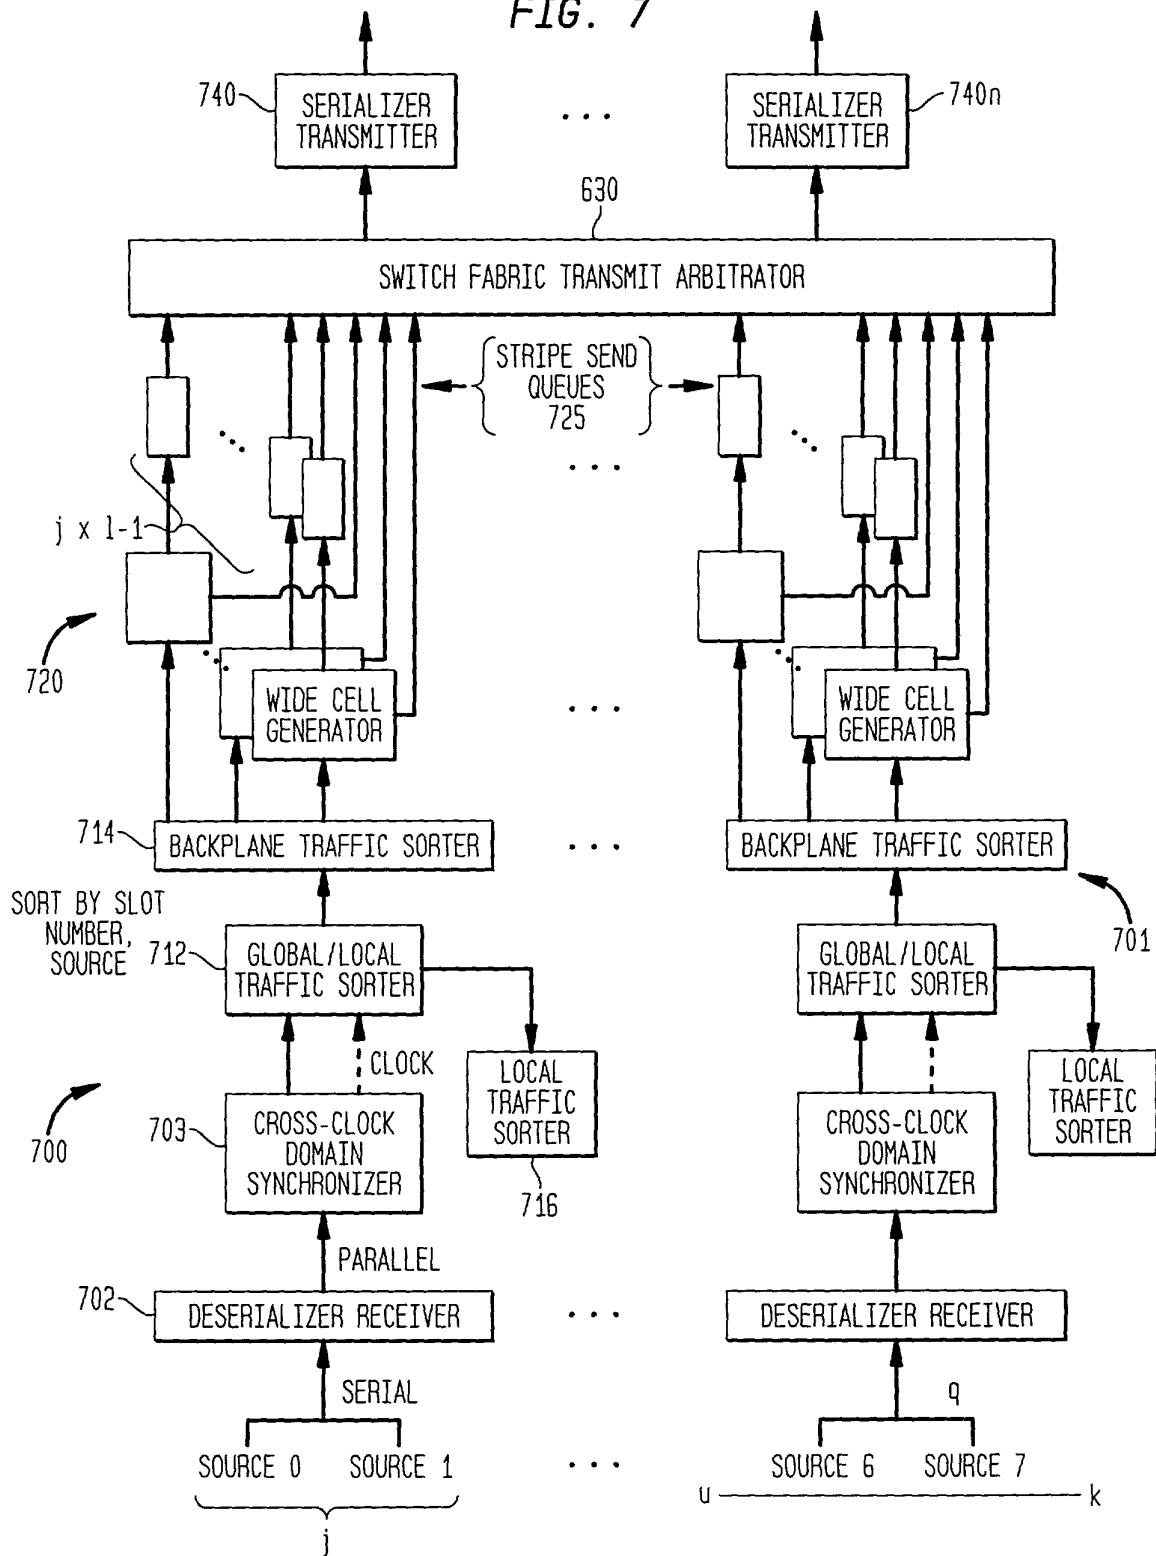 FIG. 7
740
SERIALIZER
TRANSMITTER
...
SERIALIZER
TRANSMITTER
740n
630
SWITCH FABRIC TRANSMIT ARBITRATOR
STRIPE SEND
QUEUES
725
...
j x l-1
720
WIDE CELL
GENERATOR
...
WIDE CELL
GENERATOR
714
BACKPLANE TRAFFIC SORTER
...
BACKPLANE TRAFFIC SORTER
701
SORT BY SLOT
NUMBER,
SOURCE
712
GLOBAL/LOCAL
TRAFFIC SORTER
GLOBAL/LOCAL
TRAFFIC SORTER
CLOCK
LOCAL
TRAFFIC
SORTER
716
LOCAL
TRAFFIC
SORTER
700
703
CROSS-CLOCK
DOMAIN
SYNCHRONIZER
CROSS-CLOCK
DOMAIN
SYNCHRONIZER
PARALLEL
702
DESERIALIZER RECEIVER
...
DESERIALIZER RECEIVER
SERIAL
q
SOURCE 0
SOURCE 1
...
SOURCE 6
SOURCE 7
j
u
k